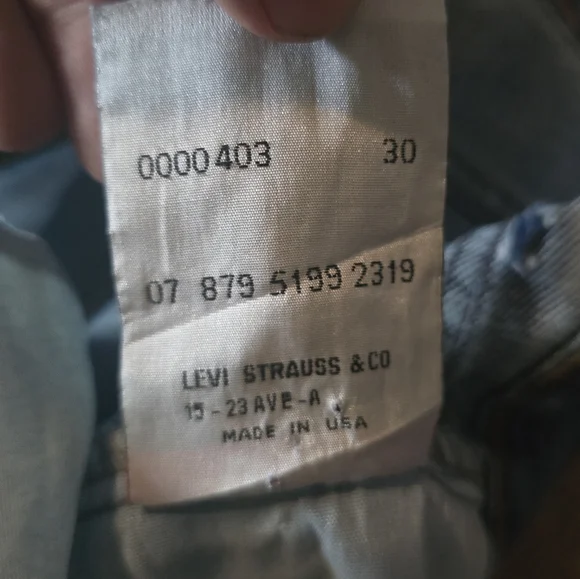 0000403 30
07 879 5199 2319
LEVI STRAUSS & CO
15 - 23 AVE - A
MADE IN USA